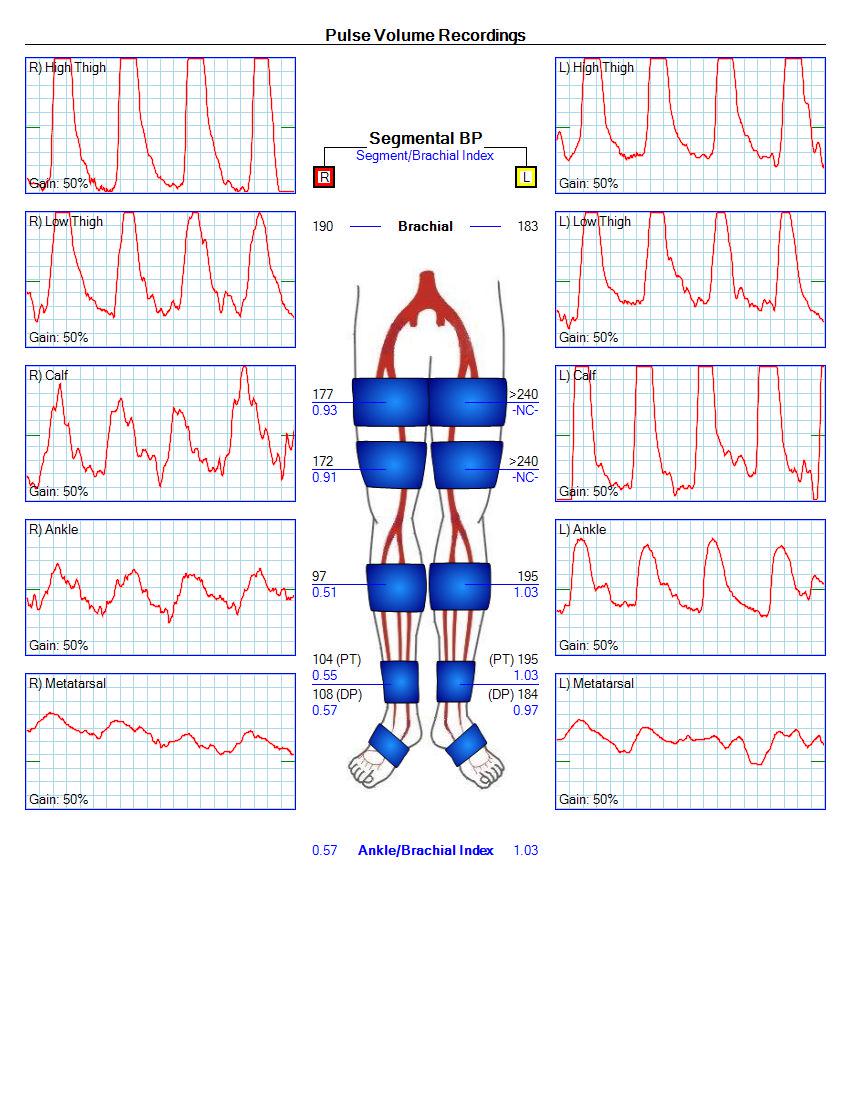 Pulse Volume Recordings
R) High Thigh
Gain: 50%
L) High Thigh
Gain: 50%
Segmental BP
Segment/Brachial Index
R
L
190 Brachial 183
R) Low Thigh
Gain: 50%
L) Low Thigh
Gain: 50%
R) Calf
Gain: 50%
L) Calf
Gain: 50%
177 >240
0.93 -NC-
172 >240
0.91 -NC-
R) Ankle
Gain: 50%
L) Ankle
Gain: 50%
97 195
0.51 1.03
104 (PT) (PT) 195
0.55 1.03
108 (DP) (DP) 184
0.57 0.97
R) Metatarsal
Gain: 50%
L) Metatarsal
Gain: 50%
0.57 Ankle/Brachial Index 1.03